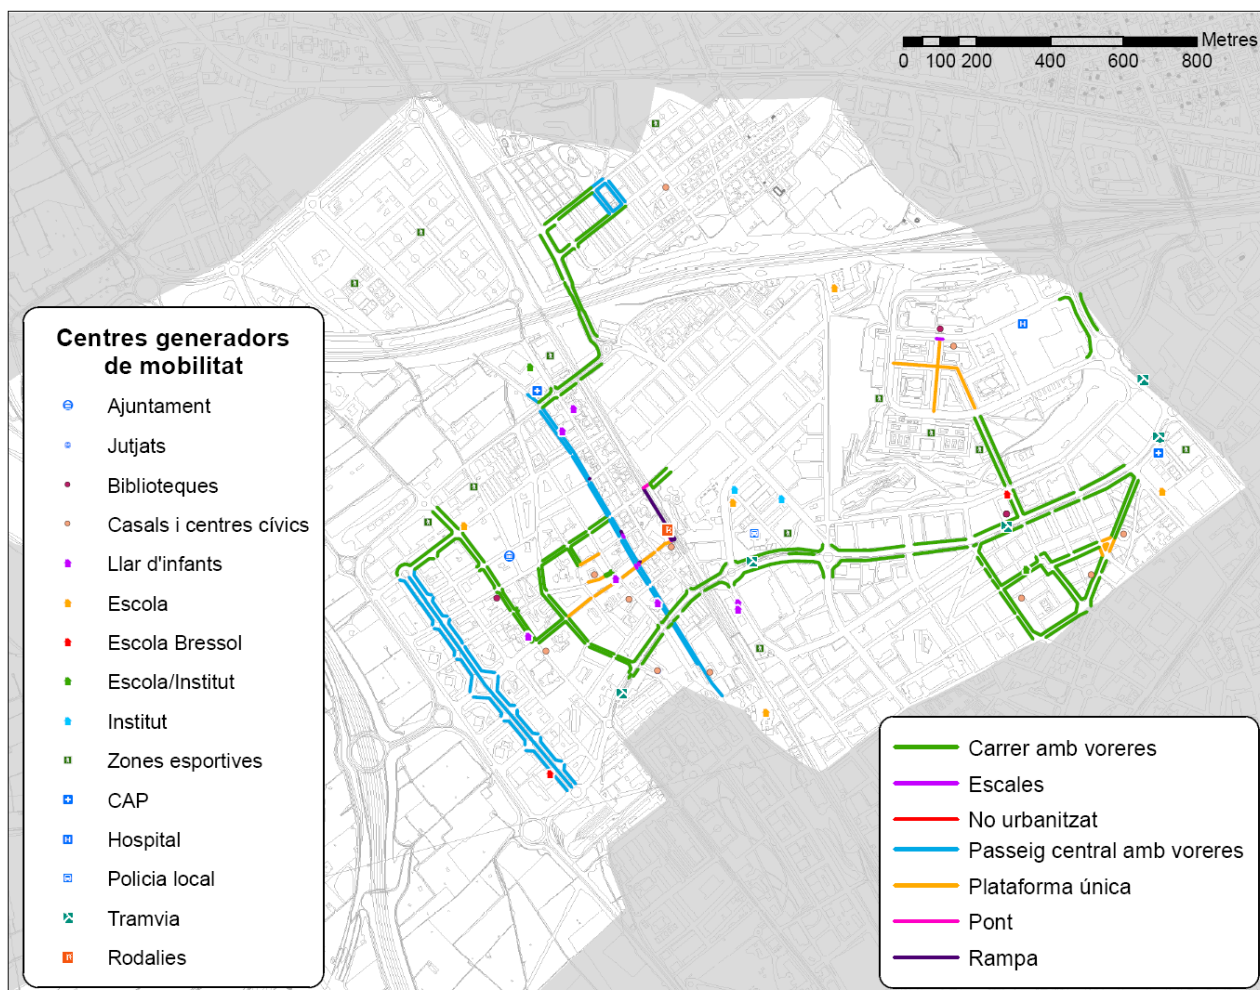 Metres
0 100 200 400 600 800
Centres generadors
de mobilitat
Ajuntament
Jutjats
Biblioteques
Casals i centres cívics
Llar d'infants
Escola
Escola Bressol
Escola/Institut
Institut
Zones esportives
CAP
Hospital
Policia local
Tramvia
Rodalies
Carrer amb voreres
Escales
No urbanitzat
Passeig central amb voreres
Plataforma única
Pont
Rampa